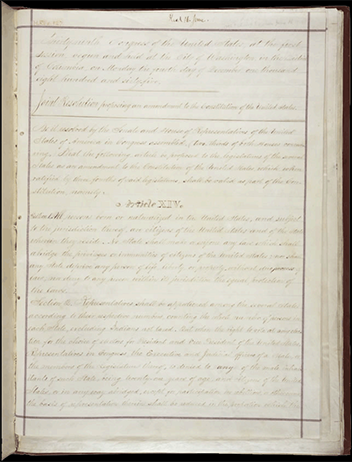 Thirty-ninth Congress of the United States, at the first
session, begun and held at the City of Washington, in the District
of Columbia, on Monday the fourth day of December, one thousand
eight hundred and sixty-five.
Joint Resolution proposing an amendment to the Constitution of the United States.
Be it resolved by the Senate and House of Representatives of the United
States of America in Congress assembled, (two thirds of both Houses concurring,)
That the following article be proposed to the legislatures of the several
States as an amendment to the Constitution of the United States, which, when
ratified by three fourths of said legislatures, shall be valid as part of the Con-
stitution, namely:
Article XIV.
Section 1. All persons born or naturalized in the United States, and subject
to the jurisdiction thereof, are citizens of the United States and of the State
wherein they reside. No State shall make or enforce any law which shall
abridge the privileges or immunities of citizens of the United States; nor shall
any State deprive any person of life, liberty, or property, without due process of
law; nor deny to any person within its jurisdiction the equal protection of
the laws.
Section 2. Representatives shall be apportioned among the several States
according to their respective numbers, counting the whole number of persons in
each State, excluding Indians not taxed. But when the right to vote at any election
for the choice of electors for President and Vice President of the United States,
Representatives in Congress, the Executive and Judicial officers of a State, or
the members of the Legislature thereof, is denied to any of the male inhabi-
tants of such State, being twenty-one years of age, and citizens of the United
States, or in any way abridged, except for participation in rebellion, or other crime,
the basis of representation therein shall be reduced in the proportion which